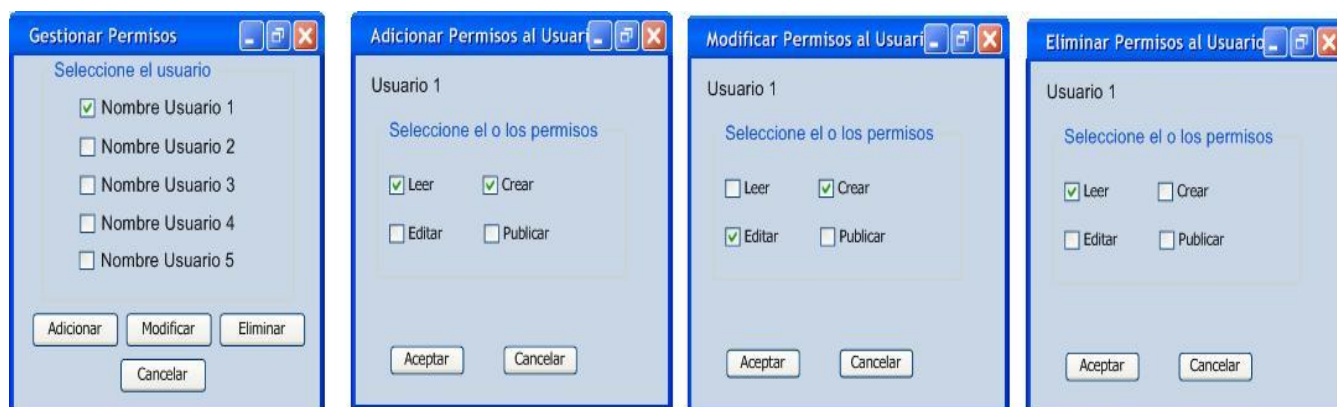 Gestionar Permisos
Seleccione el usuario
Nombre Usuario 1
Nombre Usuario 2
Nombre Usuario 3
Nombre Usuario 4
Nombre Usuario 5
Adicionar Modificar Eliminar
Cancelar
Adicionar Permisos al Usuari
Usuario 1
Seleccione el o los permisos
Leer Crear
Editar Publicar
Aceptar Cancelar
Modificar Permisos al Usuari
Usuario 1
Seleccione el o los permisos
Leer Crear
Editar Publicar
Aceptar Cancelar
Eliminar Permisos al Usuario
Usuario 1
Seleccione el o los permisos
Leer Crear
Editar Publicar
Aceptar Cancelar